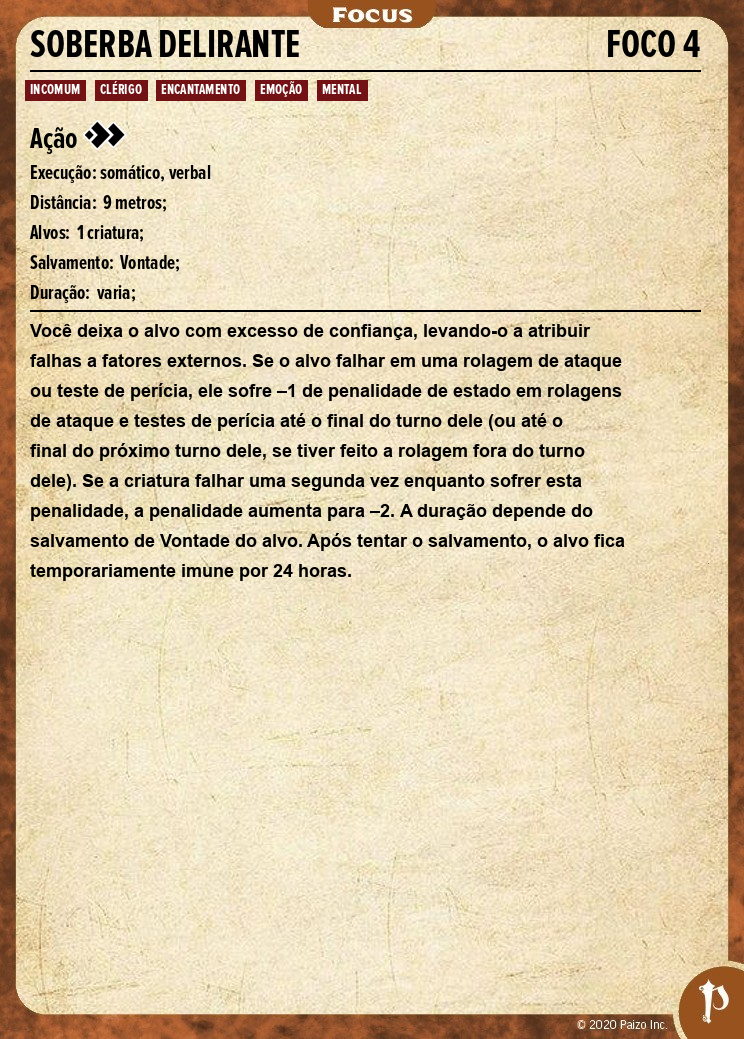 Focus
SOBERBA DELIRANTE FOCO 4
INCOMUM CLÉRIGO ENCANTAMENTO EMOÇÃO MENTAL
Ação
Execução: somático, verbal
Distância: 9 metros;
Alvos: 1 criatura;
Salvamento: Vontade;
Duração: varia;
Você deixa o alvo com excesso de confiança, levando-o a atribuir
falhas a fatores externos. Se o alvo falhar em uma rolagem de ataque
ou teste de perícia, ele sofre –1 de penalidade de estado em rolagens
de ataque e testes de perícia até o final do turno dele (ou até o
final do próximo turno dele, se tiver feito a rolagem fora do turno
dele). Se a criatura falhar uma segunda vez enquanto sofrer esta
penalidade, a penalidade aumenta para –2. A duração depende do
salvamento de Vontade do alvo. Após tentar o salvamento, o alvo fica
temporariamente imune por 24 horas.
© 2020 Paizo Inc.
P